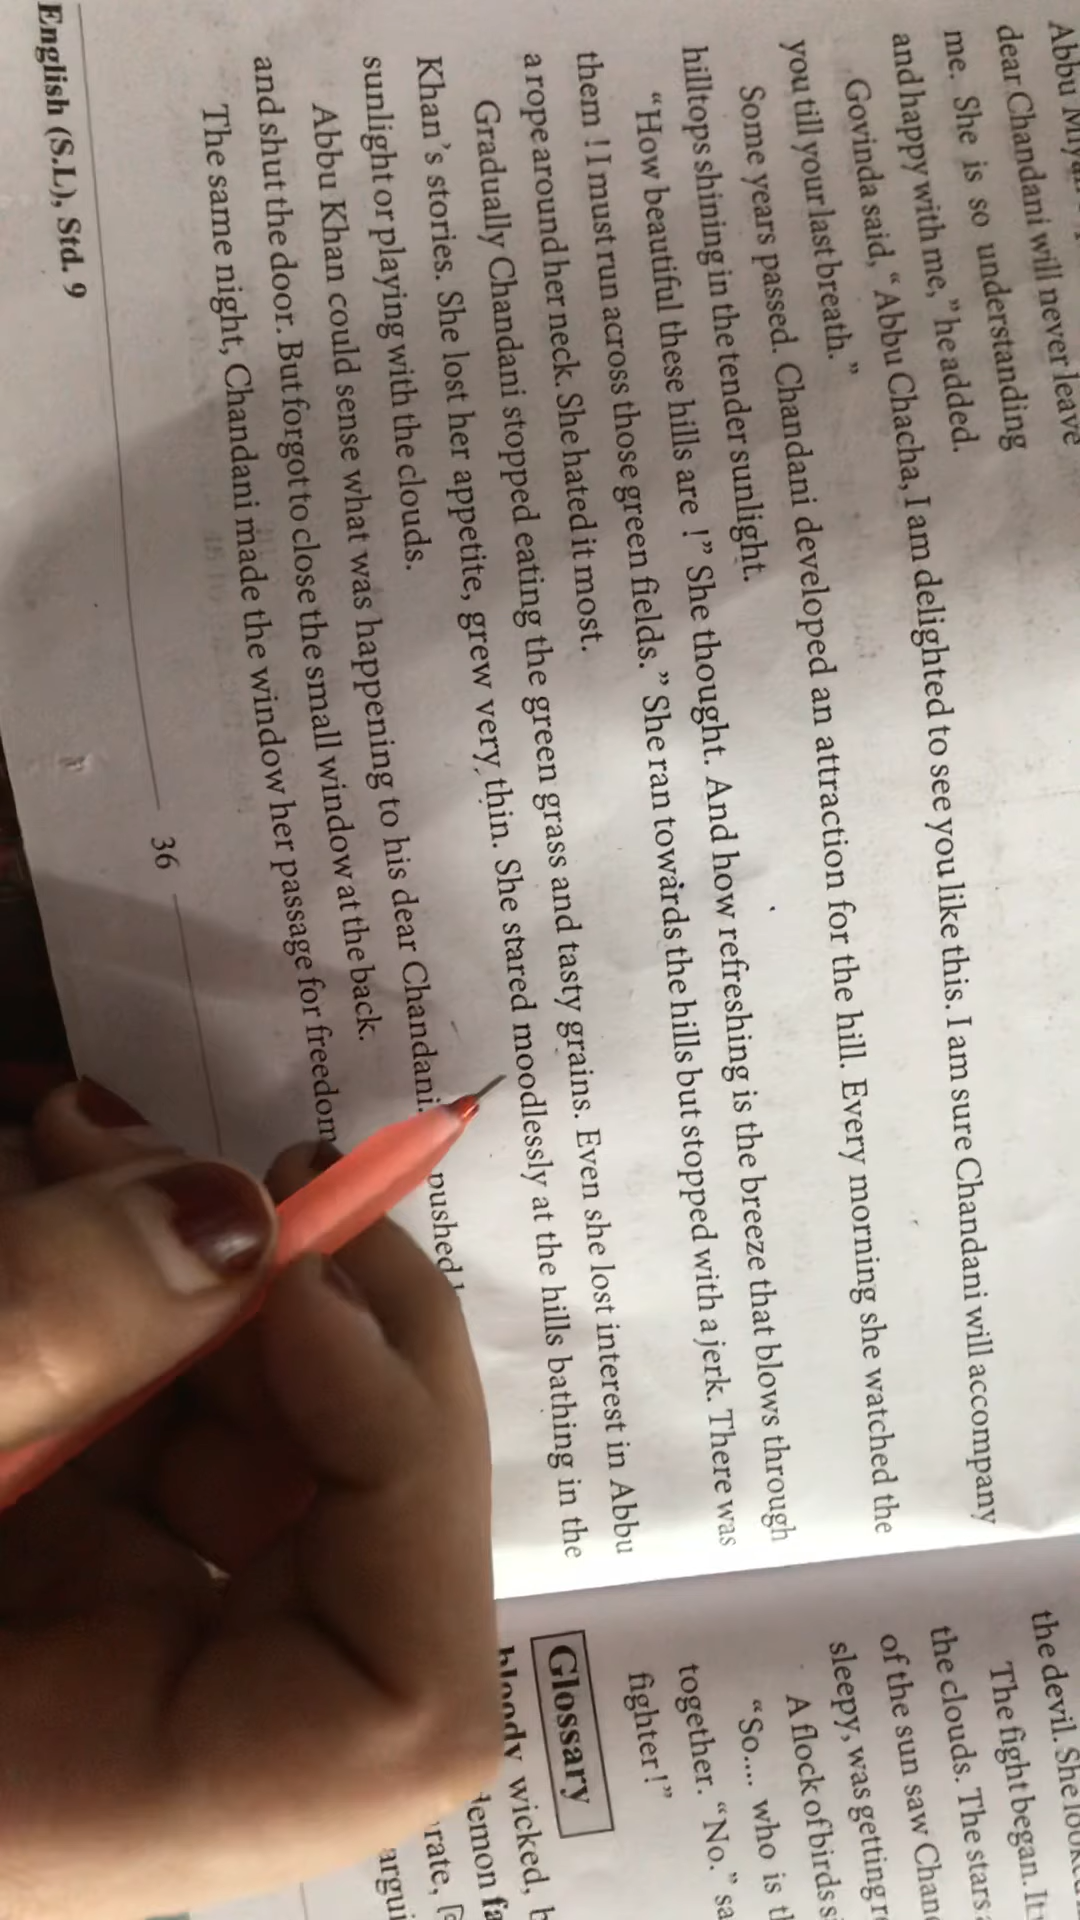 dear Chandani will never leave
me. She is so understanding
and happy with me," he added.
Govinda said, "Abbu Chacha, I am delighted to see you like this. I am sure Chandani will accompany
you till your last breath."
Some years passed. Chandani developed an attraction for the hill. Every morning she watched the
hilltops shining in the tender sunlight.
"How beautiful these hills are !" She thought. And how refreshing is the breeze that blows through
them ! I must run across those green fields." She ran towards the hills but stopped with a jerk. There was
a rope around her neck. She hated it most.
Gradually Chandani stopped eating the green grass and tasty grains. Even she lost interest in Abbu
Khan's stories. She lost her appetite, grew very thin. She stared moodlessly at the hills bathing in the
sunlight or playing with the clouds.
Abbu Khan could sense what was happening to his dear Chandani. pushed
and shut the door. But forgot to close the small window at the back.
The same night, Chandani made the window her passage for freedom
English (S.L), Std. 9
36
the devil. She
The fight began.
the clouds. The stars
of the sun saw
sleepy, was getting
A flock of birds
"So.... who is
together. "No."
fighter !"
Glossary
bloody wicked,